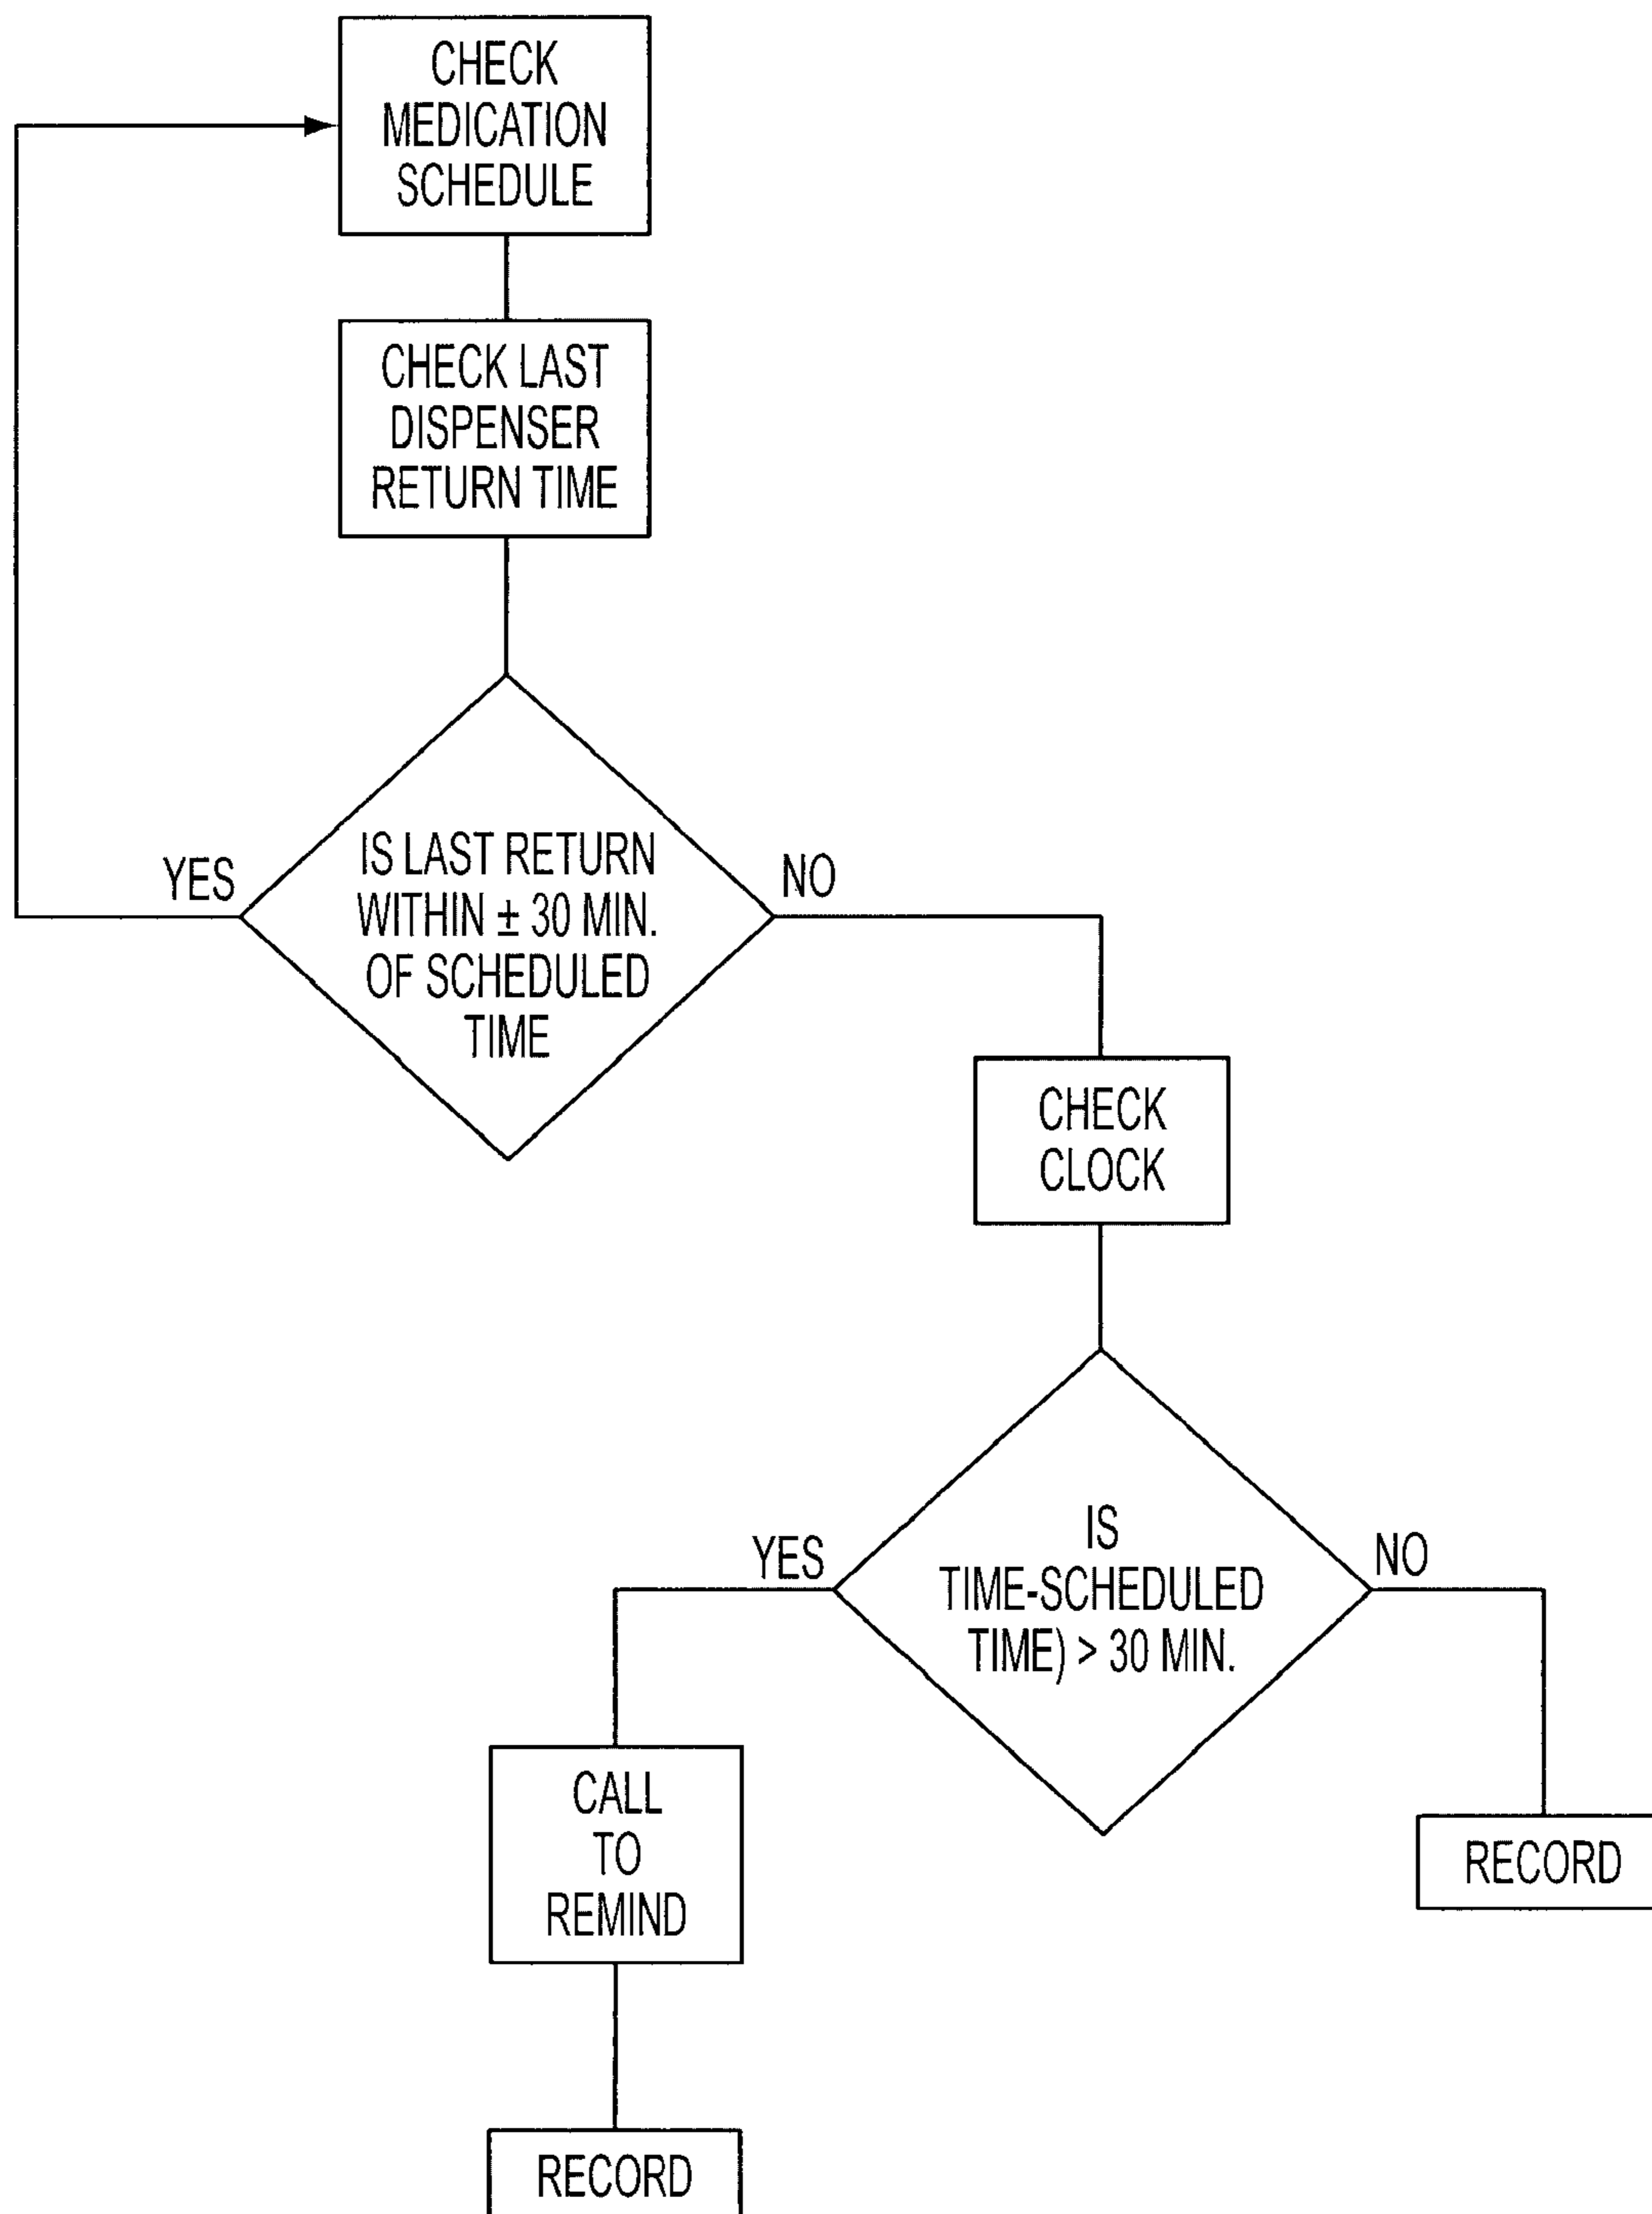 CHECK
MEDICATION
SCHEDULE
CHECK LAST
DISPENSER
RETURN TIME
YES
IS LAST RETURN
WITHIN ± 30 MIN.
OF SCHEDULED
TIME
NO
CHECK
CLOCK
YES
IS
TIME-SCHEDULED
TIME) > 30 MIN.
NO
CALL
TO
REMIND
RECORD
RECORD